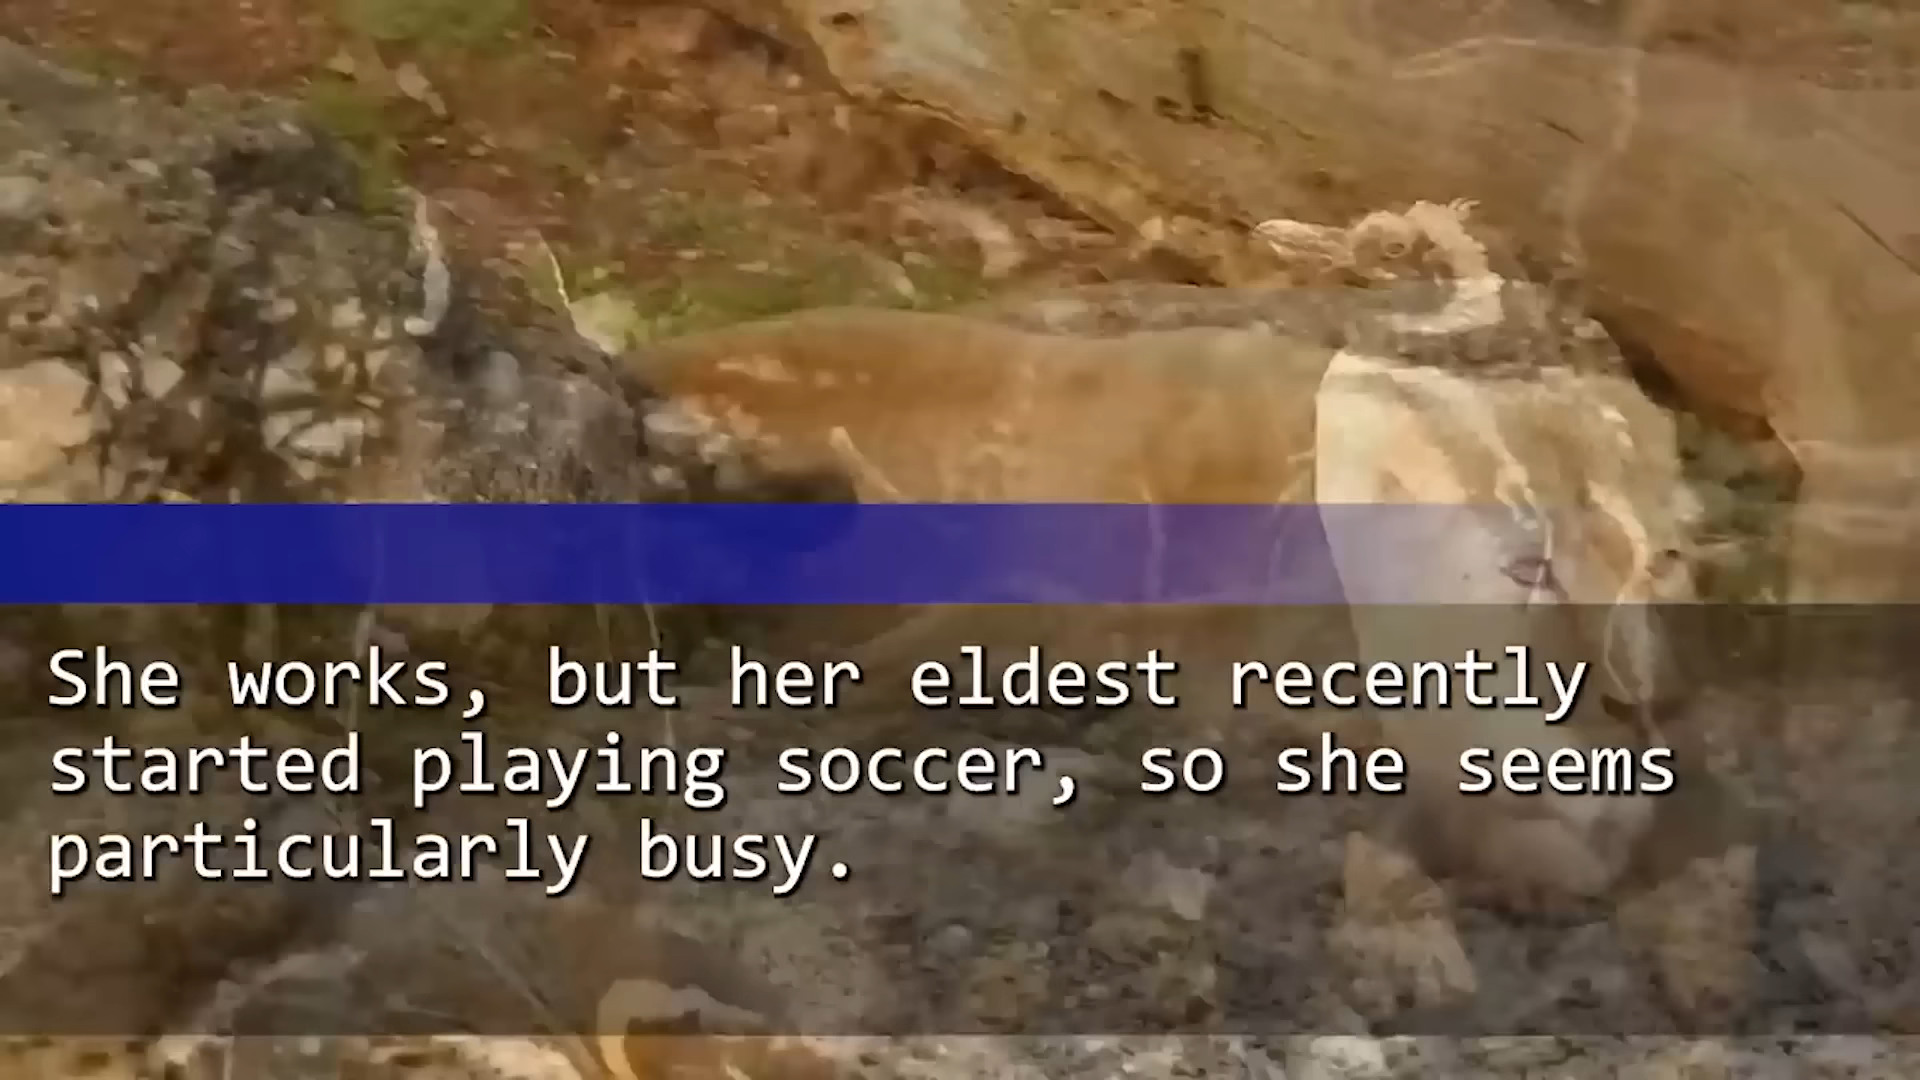 She works, but her eldest recently
started playing soccer, so she seems
particularly busy.